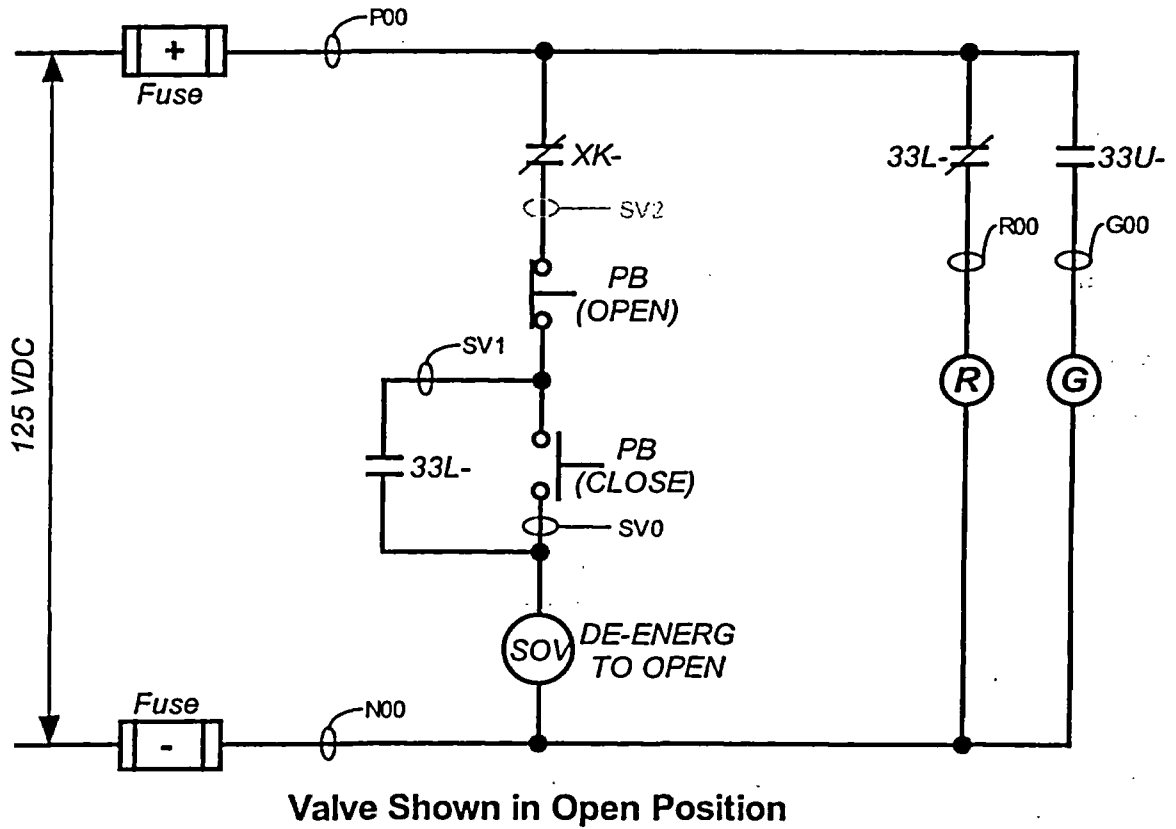 P00
+
Fuse
XK-
33L-
33U-
SV2
R00
G00
PB
(OPEN)
SV1
125 VDC
R
G
33L-
PB
(CLOSE)
SV0
SOV
DE-ENERG
TO OPEN
Fuse
-
N00
Valve Shown in Open Position